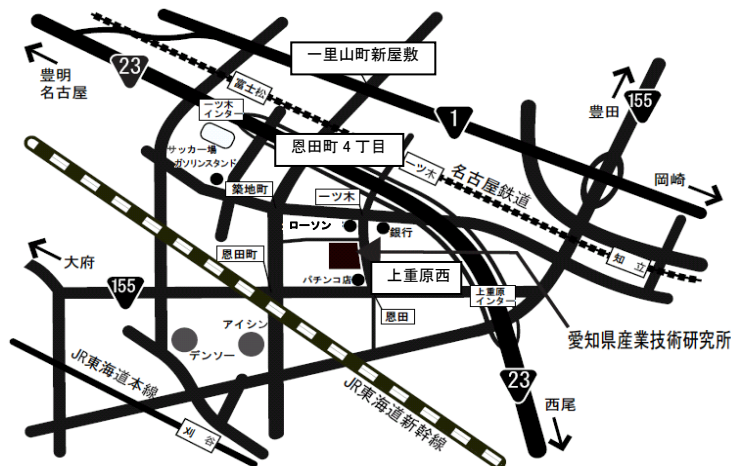 一里山町新屋敷
豊明
名古屋
23
富士松
豊田
155
一ツ木
インター
1
サッカー場
ガソリンスタンド
恩田町4丁目
一ツ木
名古屋鉄道
岡崎
築地町
一ツ木
ローソン
銀行
恩田町
大府
知立
上重原西
パチンコ店
155
上重原
インター
恩田
アイシン
デンソー
愛知県産業技術研究所
JR東海道本線
JR東海道新幹線
23
西尾
刈谷